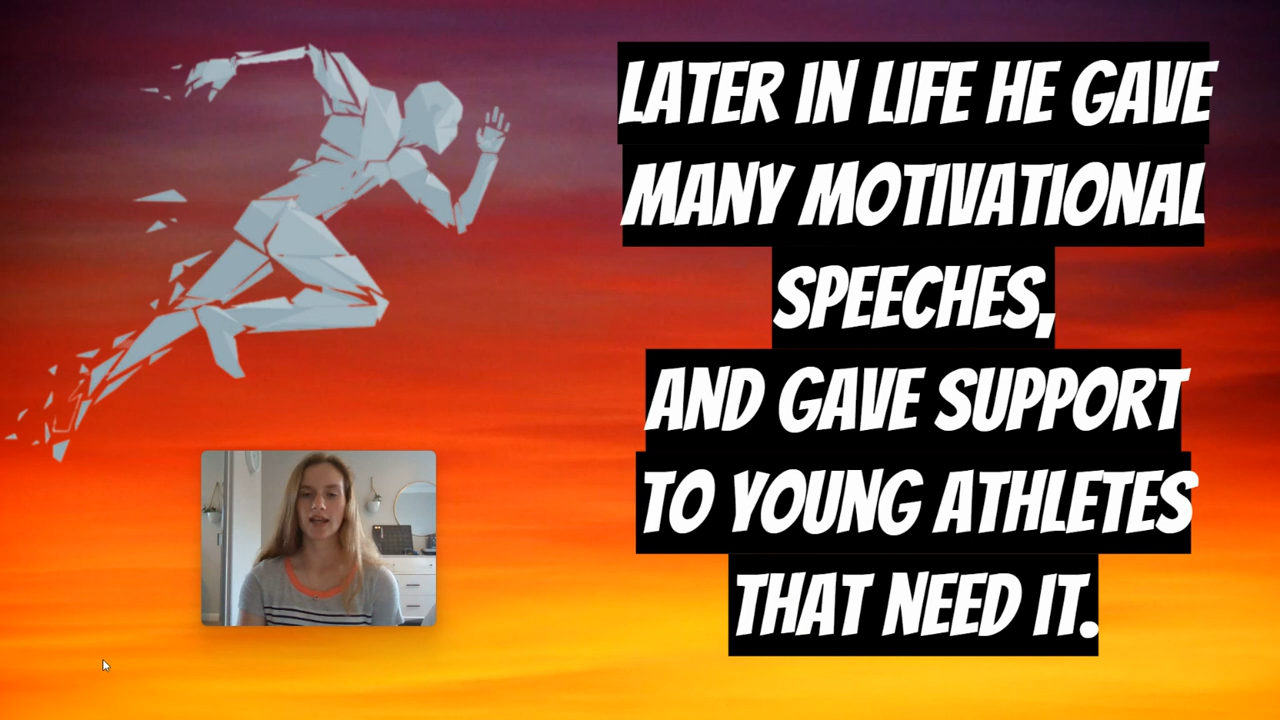 LATER IN LIFE HE GAVE
MANY MOTIVATIONAL
SPEECHES,
AND GAVE SUPPORT
TO YOUNG ATHLETES
THAT NEED IT.